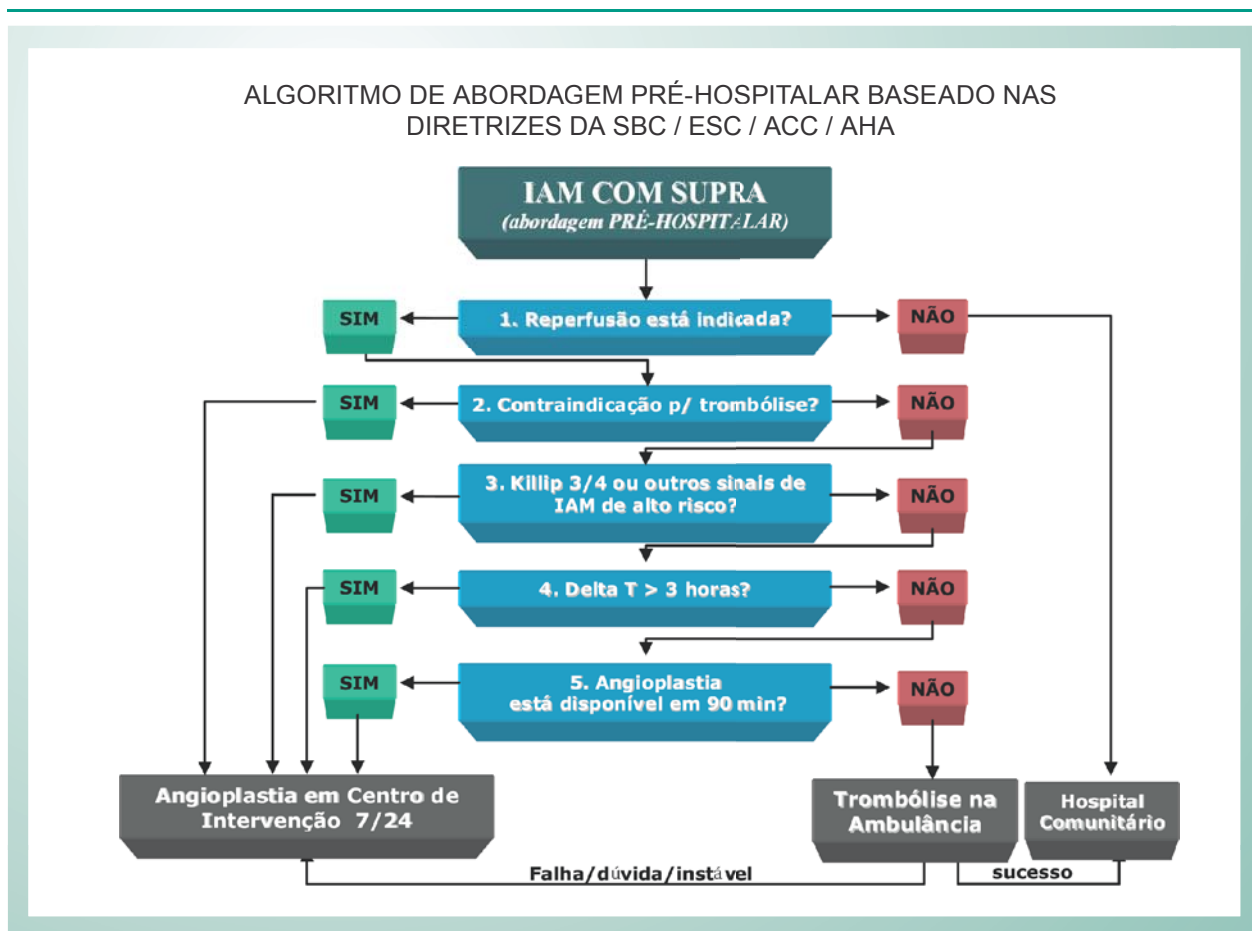 ALGORITMO DE ABORDAGEM PRÉ-HOSPITALAR BASEADO NAS
DIRETRIZES DA SBC / ESC / ACC / AHA
IAM COM SUPRA
(abordagem PRÉ-HOSPITALAR)
SIM
1. Reperfusão está indicada?
NÃO
SIM
2. Contraindicação p/ trombólise?
NÃO
SIM
3. Killip 3/4 ou outros sinais de
IAM de alto risco?
NÃO
SIM
4. Delta T > 3 horas?
NÃO
SIM
5. Angioplastia
está disponível em 90 min?
NÃO
Angioplastia em Centro de
Intervenção 7/24
Trombólise na
Ambulância
Hospital
Comunitário
Falha/dúvida/instável
sucesso